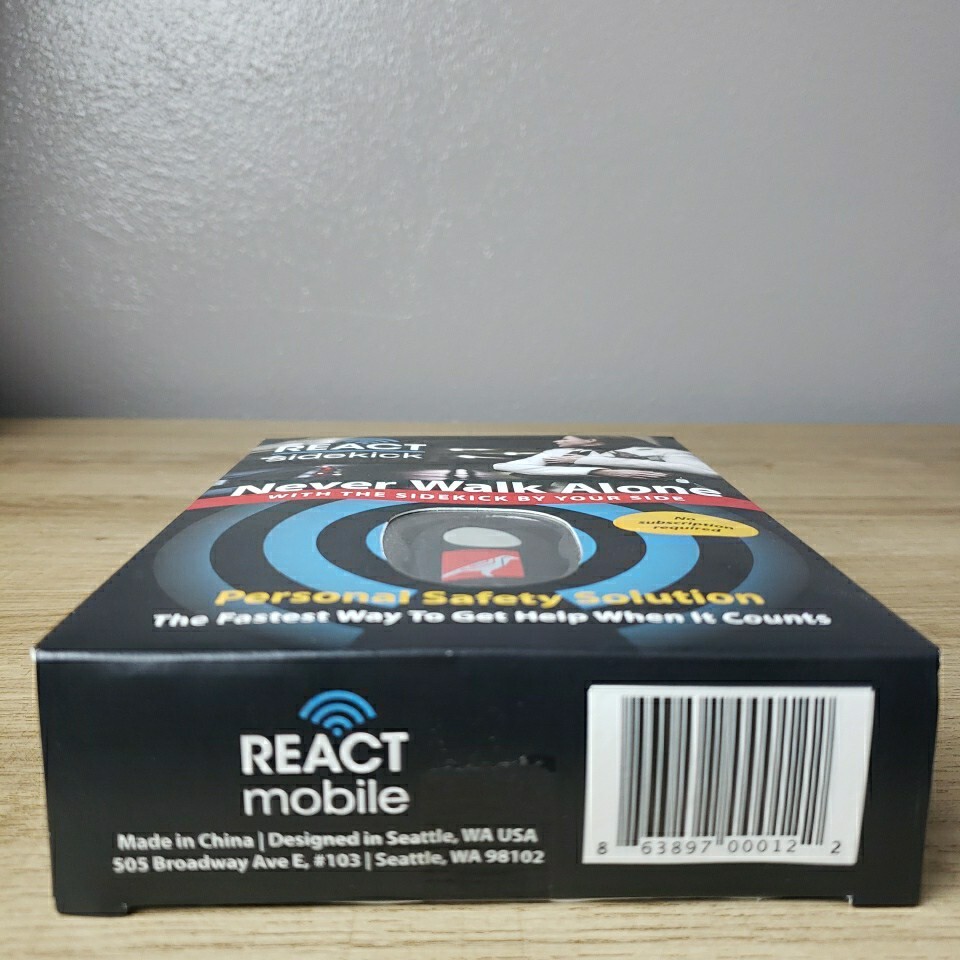 REACT
sidekick
Never Walk Alone
WITH THE SIDEKICK BY YOUR SIDE
No
subscription
required
Personal Safety Solution
The Fastest Way To Get Help When It Counts
REACT
mobile
Made in China | Designed in Seattle, WA USA
505 Broadway Ave E, #103 | Seattle, WA 98102
8 63897 00012 2